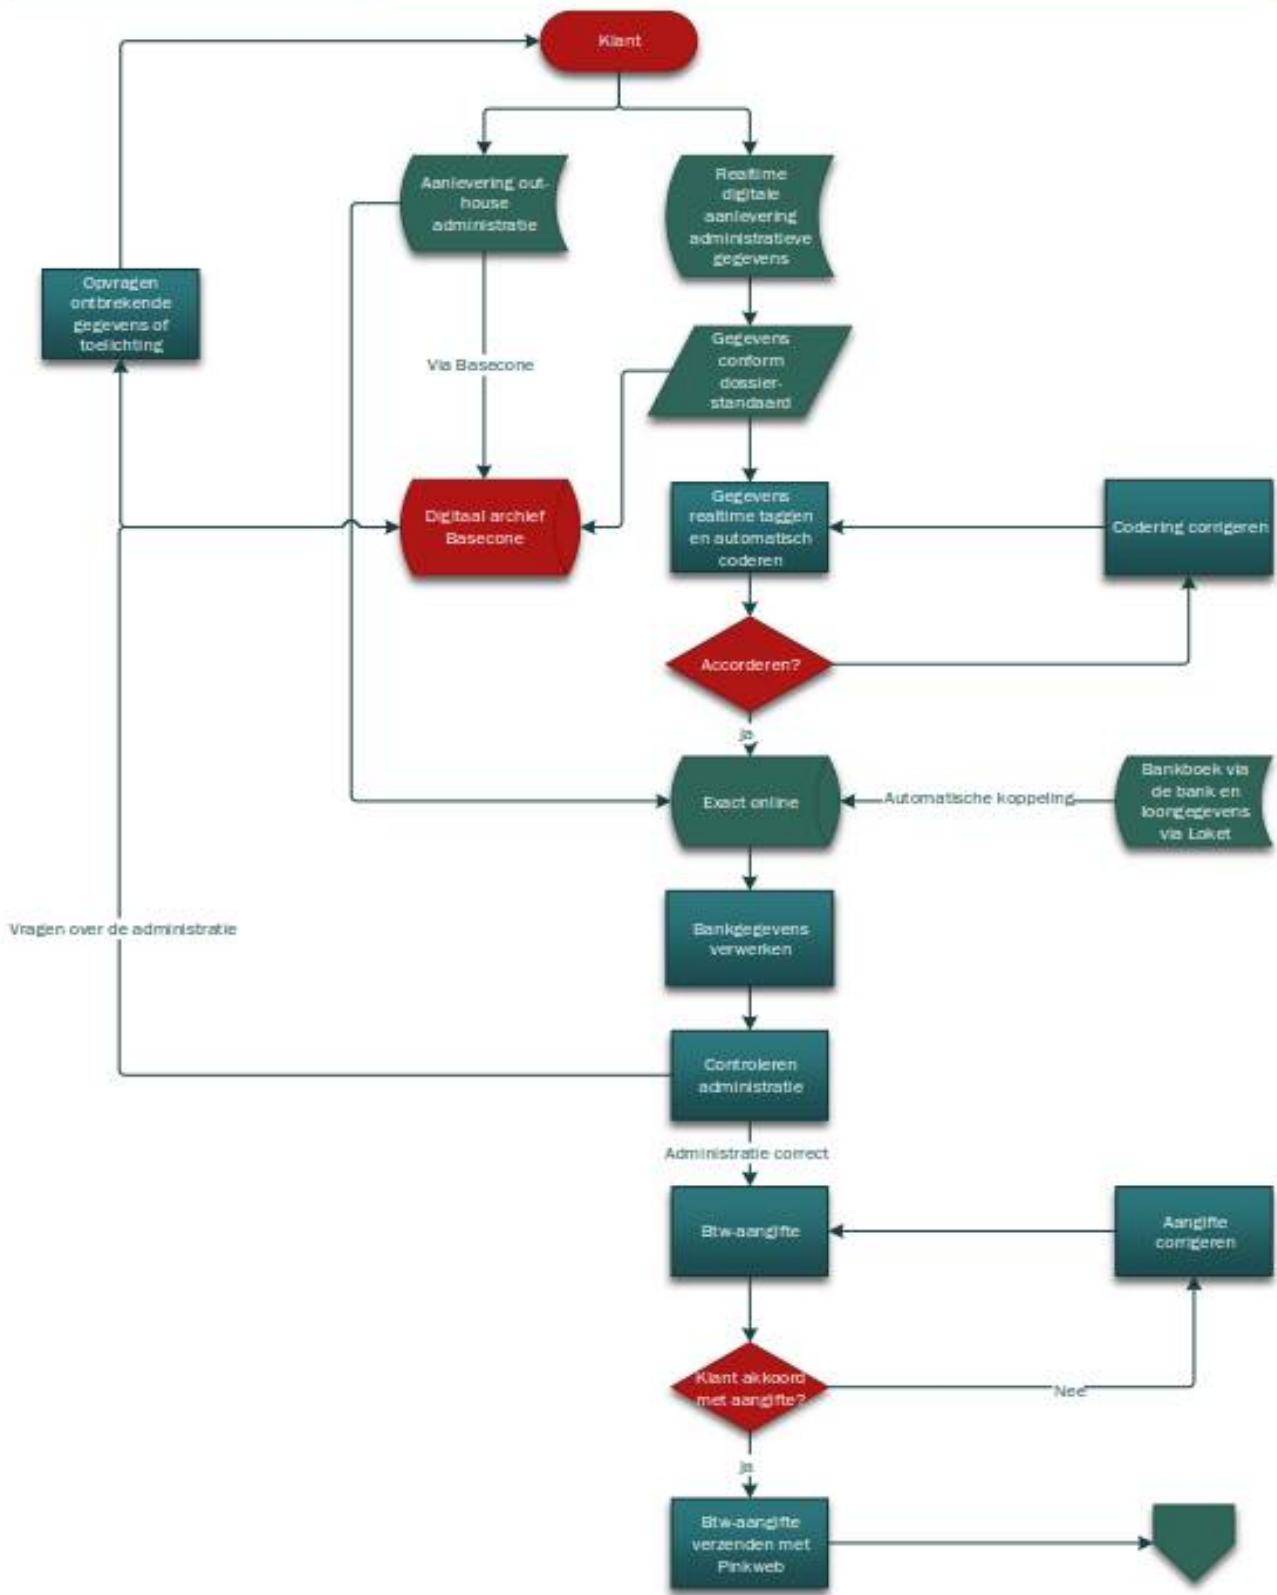 Klant
Aanlevering out-
house
administratie
Realtime
digitale
aanlevering
administratieve
gegevens
Opvragen
ontbrekende
gegevens of
toelichting
Via Basecone
Gegevens
conform
dossier-
standaard
Digitaal archief
Basecone
Gegevens
realtime taggen
en automatisch
coderen
Codering corrigeren
Accorderen?
ja
Exact online
Automatische koppeling
Bankboek via
de bank en
loongegevens
via Loket
Bankgegevens
verwerken
Vragen over de administratie
Controleren
administratie
Administratie correct
Btw-aangifte
Aangifte
corrigeren
Klant akkoord
met aangifte?
Nee
ja
Btw-aangifte
verzenden met
Pinkweb